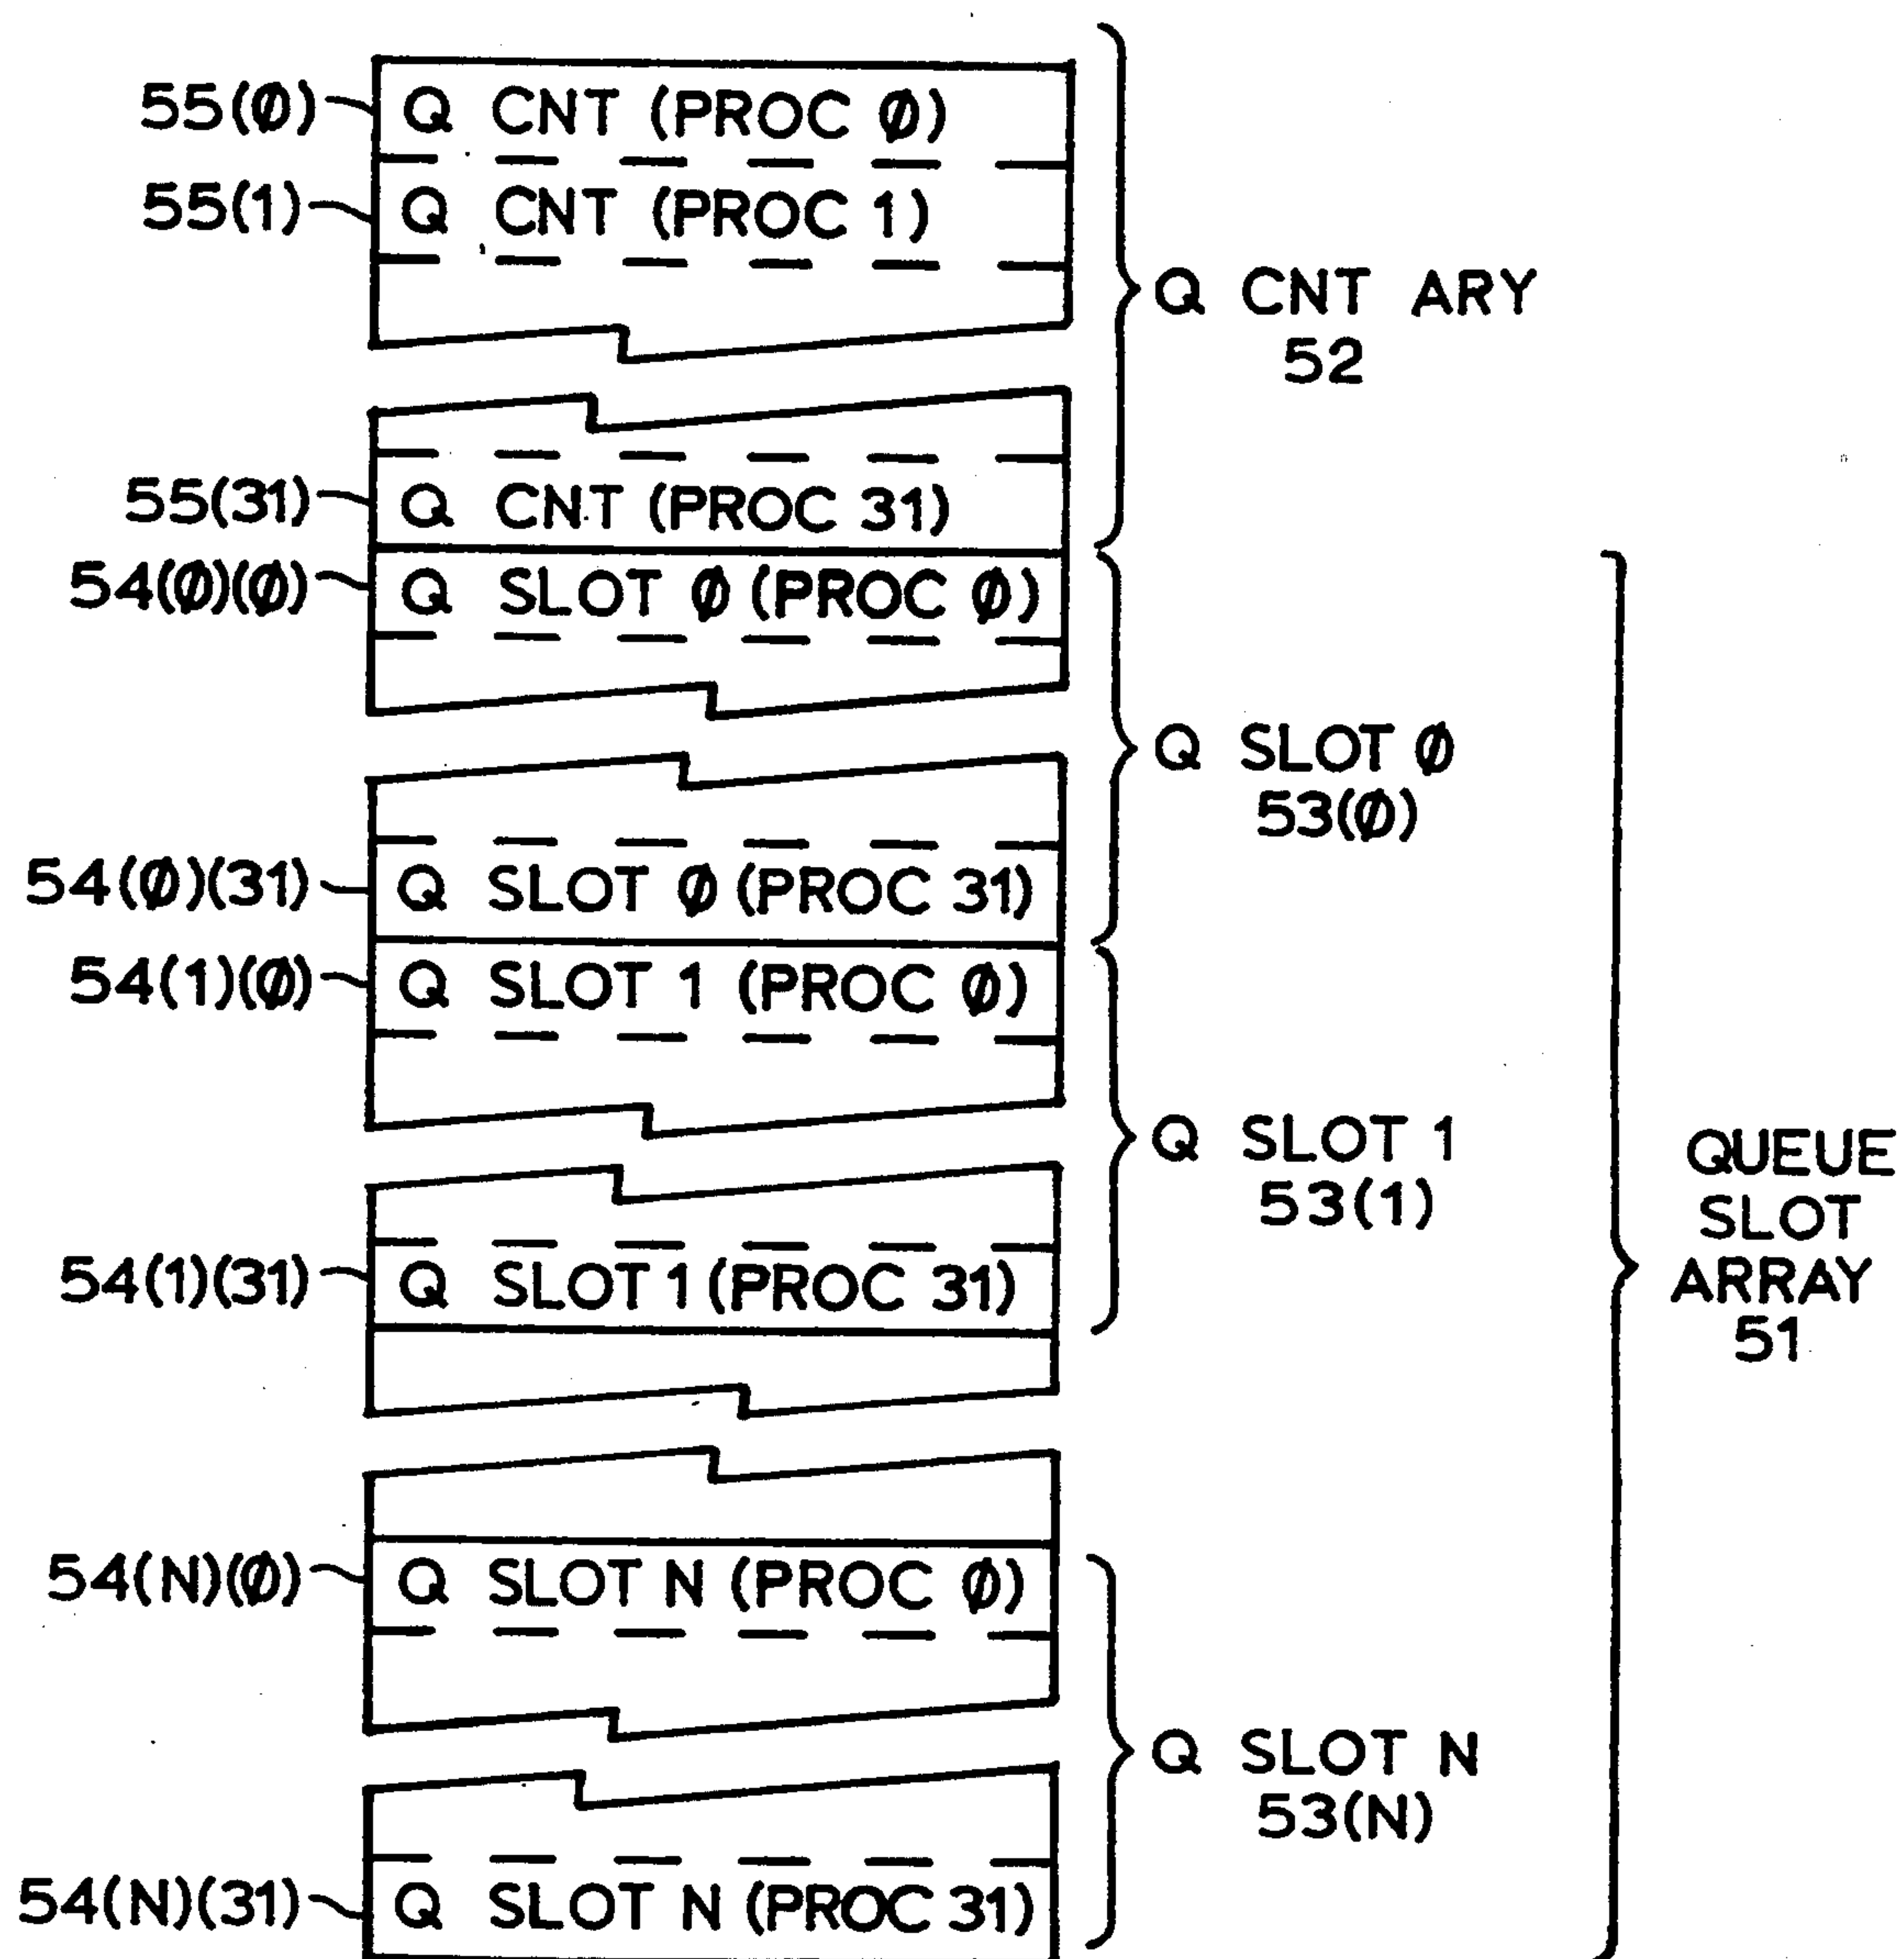 55(Ø) Q CNT (PROC Ø)
55(1) Q CNT (PROC 1)
Q CNT ARY
52
55(31) Q CNT (PROC 31)
54(Ø)(Ø) Q SLOT Ø (PROC Ø)
Q SLOT Ø
53(Ø)
54(Ø)(31) Q SLOT Ø (PROC 31)
54(1)(Ø) Q SLOT 1 (PROC Ø)
Q SLOT 1
53(1)
QUEUE
SLOT
ARRAY
51
54(1)(31) Q SLOT 1 (PROC 31)
54(N)(Ø) Q SLOT N (PROC Ø)
Q SLOT N
53(N)
54(N)(31) Q SLOT N (PROC 31)